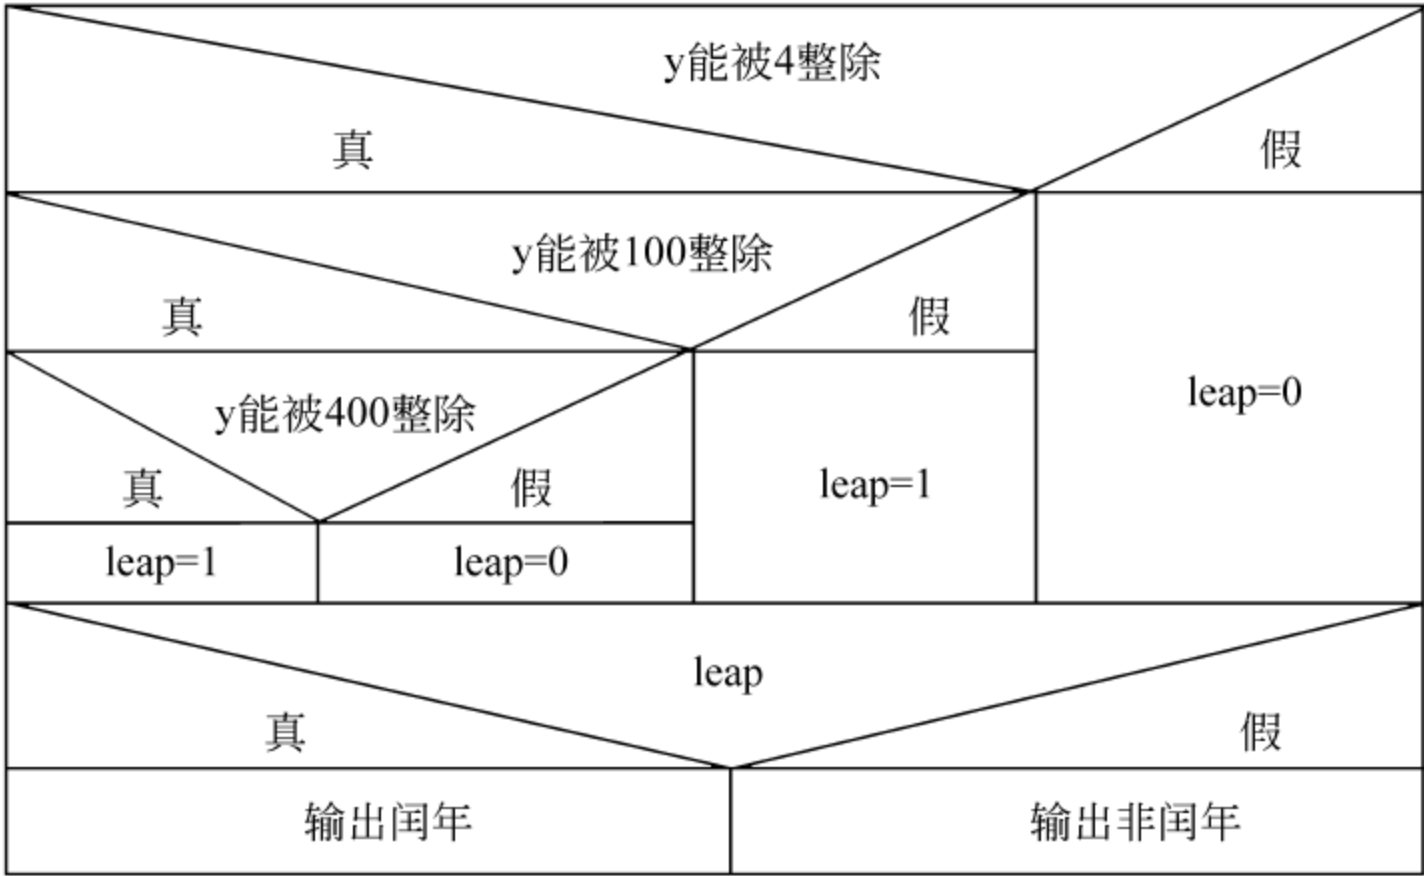 y能被4整除
真
假
y能被100整除
真
假
leap=0
y能被400整除
真
假
leap=1
leap=1
leap=0
leap
真
假
输出闰年
输出非闰年